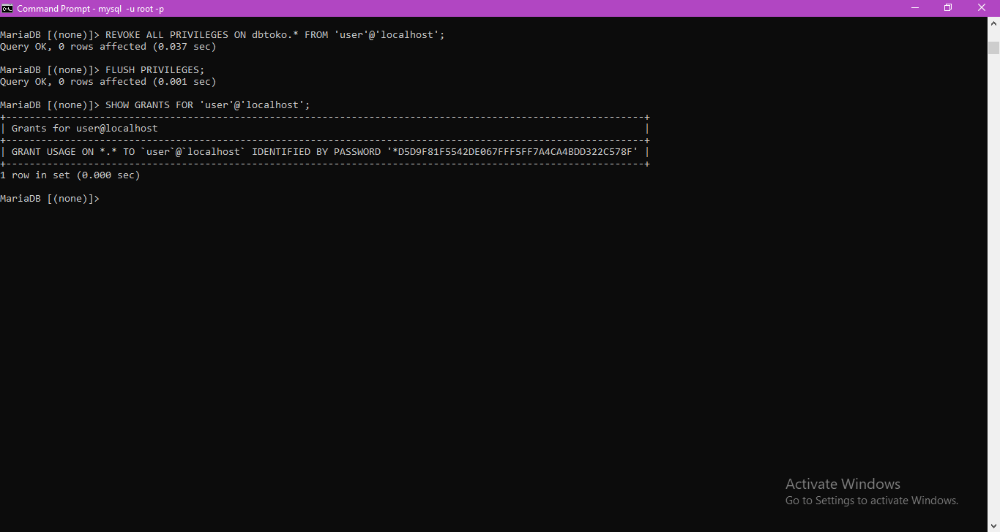 Command Prompt - mysql -u root -p
MariaDB [(none)]> REVOKE ALL PRIVILEGES ON dbtoko.* FROM 'user'@'localhost';
Query OK, 0 rows affected (0.037 sec)
MariaDB [(none)]> FLUSH PRIVILEGES;
Query OK, 0 rows affected (0.001 sec)
MariaDB [(none)]> SHOW GRANTS FOR 'user'@'localhost';
+-------------------------------------------------------------------------------------------------------------+
| Grants for user@localhost                                                                                   |
+-------------------------------------------------------------------------------------------------------------+
| GRANT USAGE ON *.* TO `user`@`localhost` IDENTIFIED BY PASSWORD '*D5D9F81F5542DE067FFF5FF7A4CA4BDD322C578F' |
+-------------------------------------------------------------------------------------------------------------+
1 row in set (0.000 sec)
MariaDB [(none)]>
Activate Windows
Go to Settings to activate Windows.